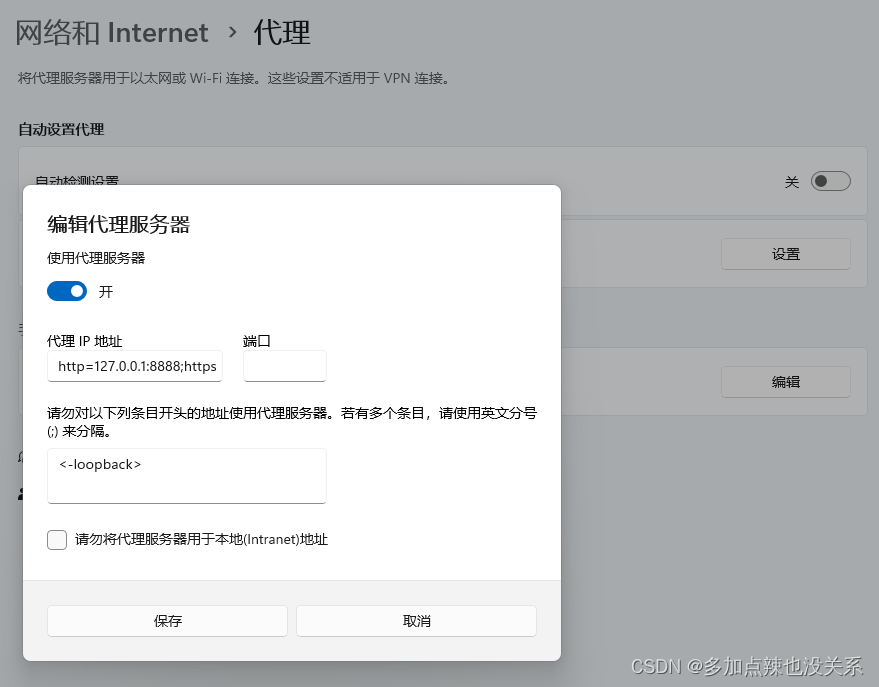 网络和 Internet › 代理
将代理服务器用于以太网或 Wi-Fi 连接。这些设置不适用于 VPN 连接。
自动设置代理
自动检测设置
关
编辑代理服务器
使用代理服务器
设置
开
代理 IP 地址
端口
http=127.0.0.1:8888;https
编辑
请勿对以下列条目开头的地址使用代理服务器。若有多个条目，请使用英文分号
(;) 来分隔。
<-loopback>
请勿将代理服务器用于本地(Intranet)地址
保存
取消
CSDN @多加点辣也没关系